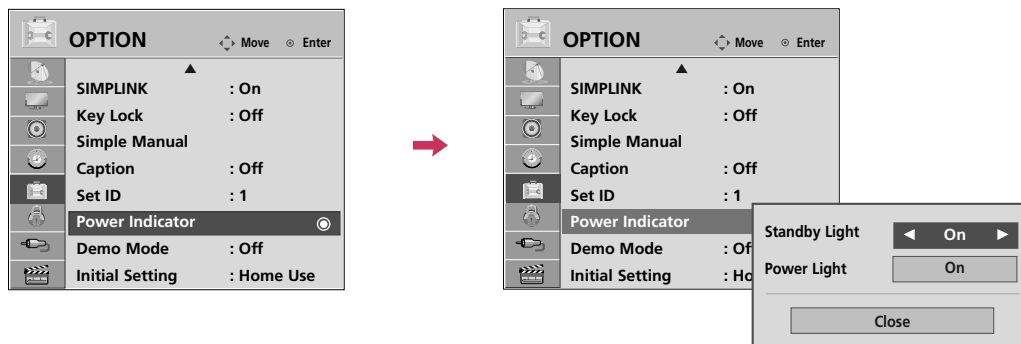 OPTION Move Enter
SIMPLINK : On
Key Lock : Off
Simple Manual
Caption : Off
Set ID : 1
Power Indicator
Demo Mode : Off
Initial Setting : Home Use
OPTION Move Enter
SIMPLINK : On
Key Lock : Off
Simple Manual
Caption : Off
Set ID : 1
Power Indicator
Demo Mode : Of
Initial Setting : Ho
Standby Light ◄ On ►
Power Light On
Close